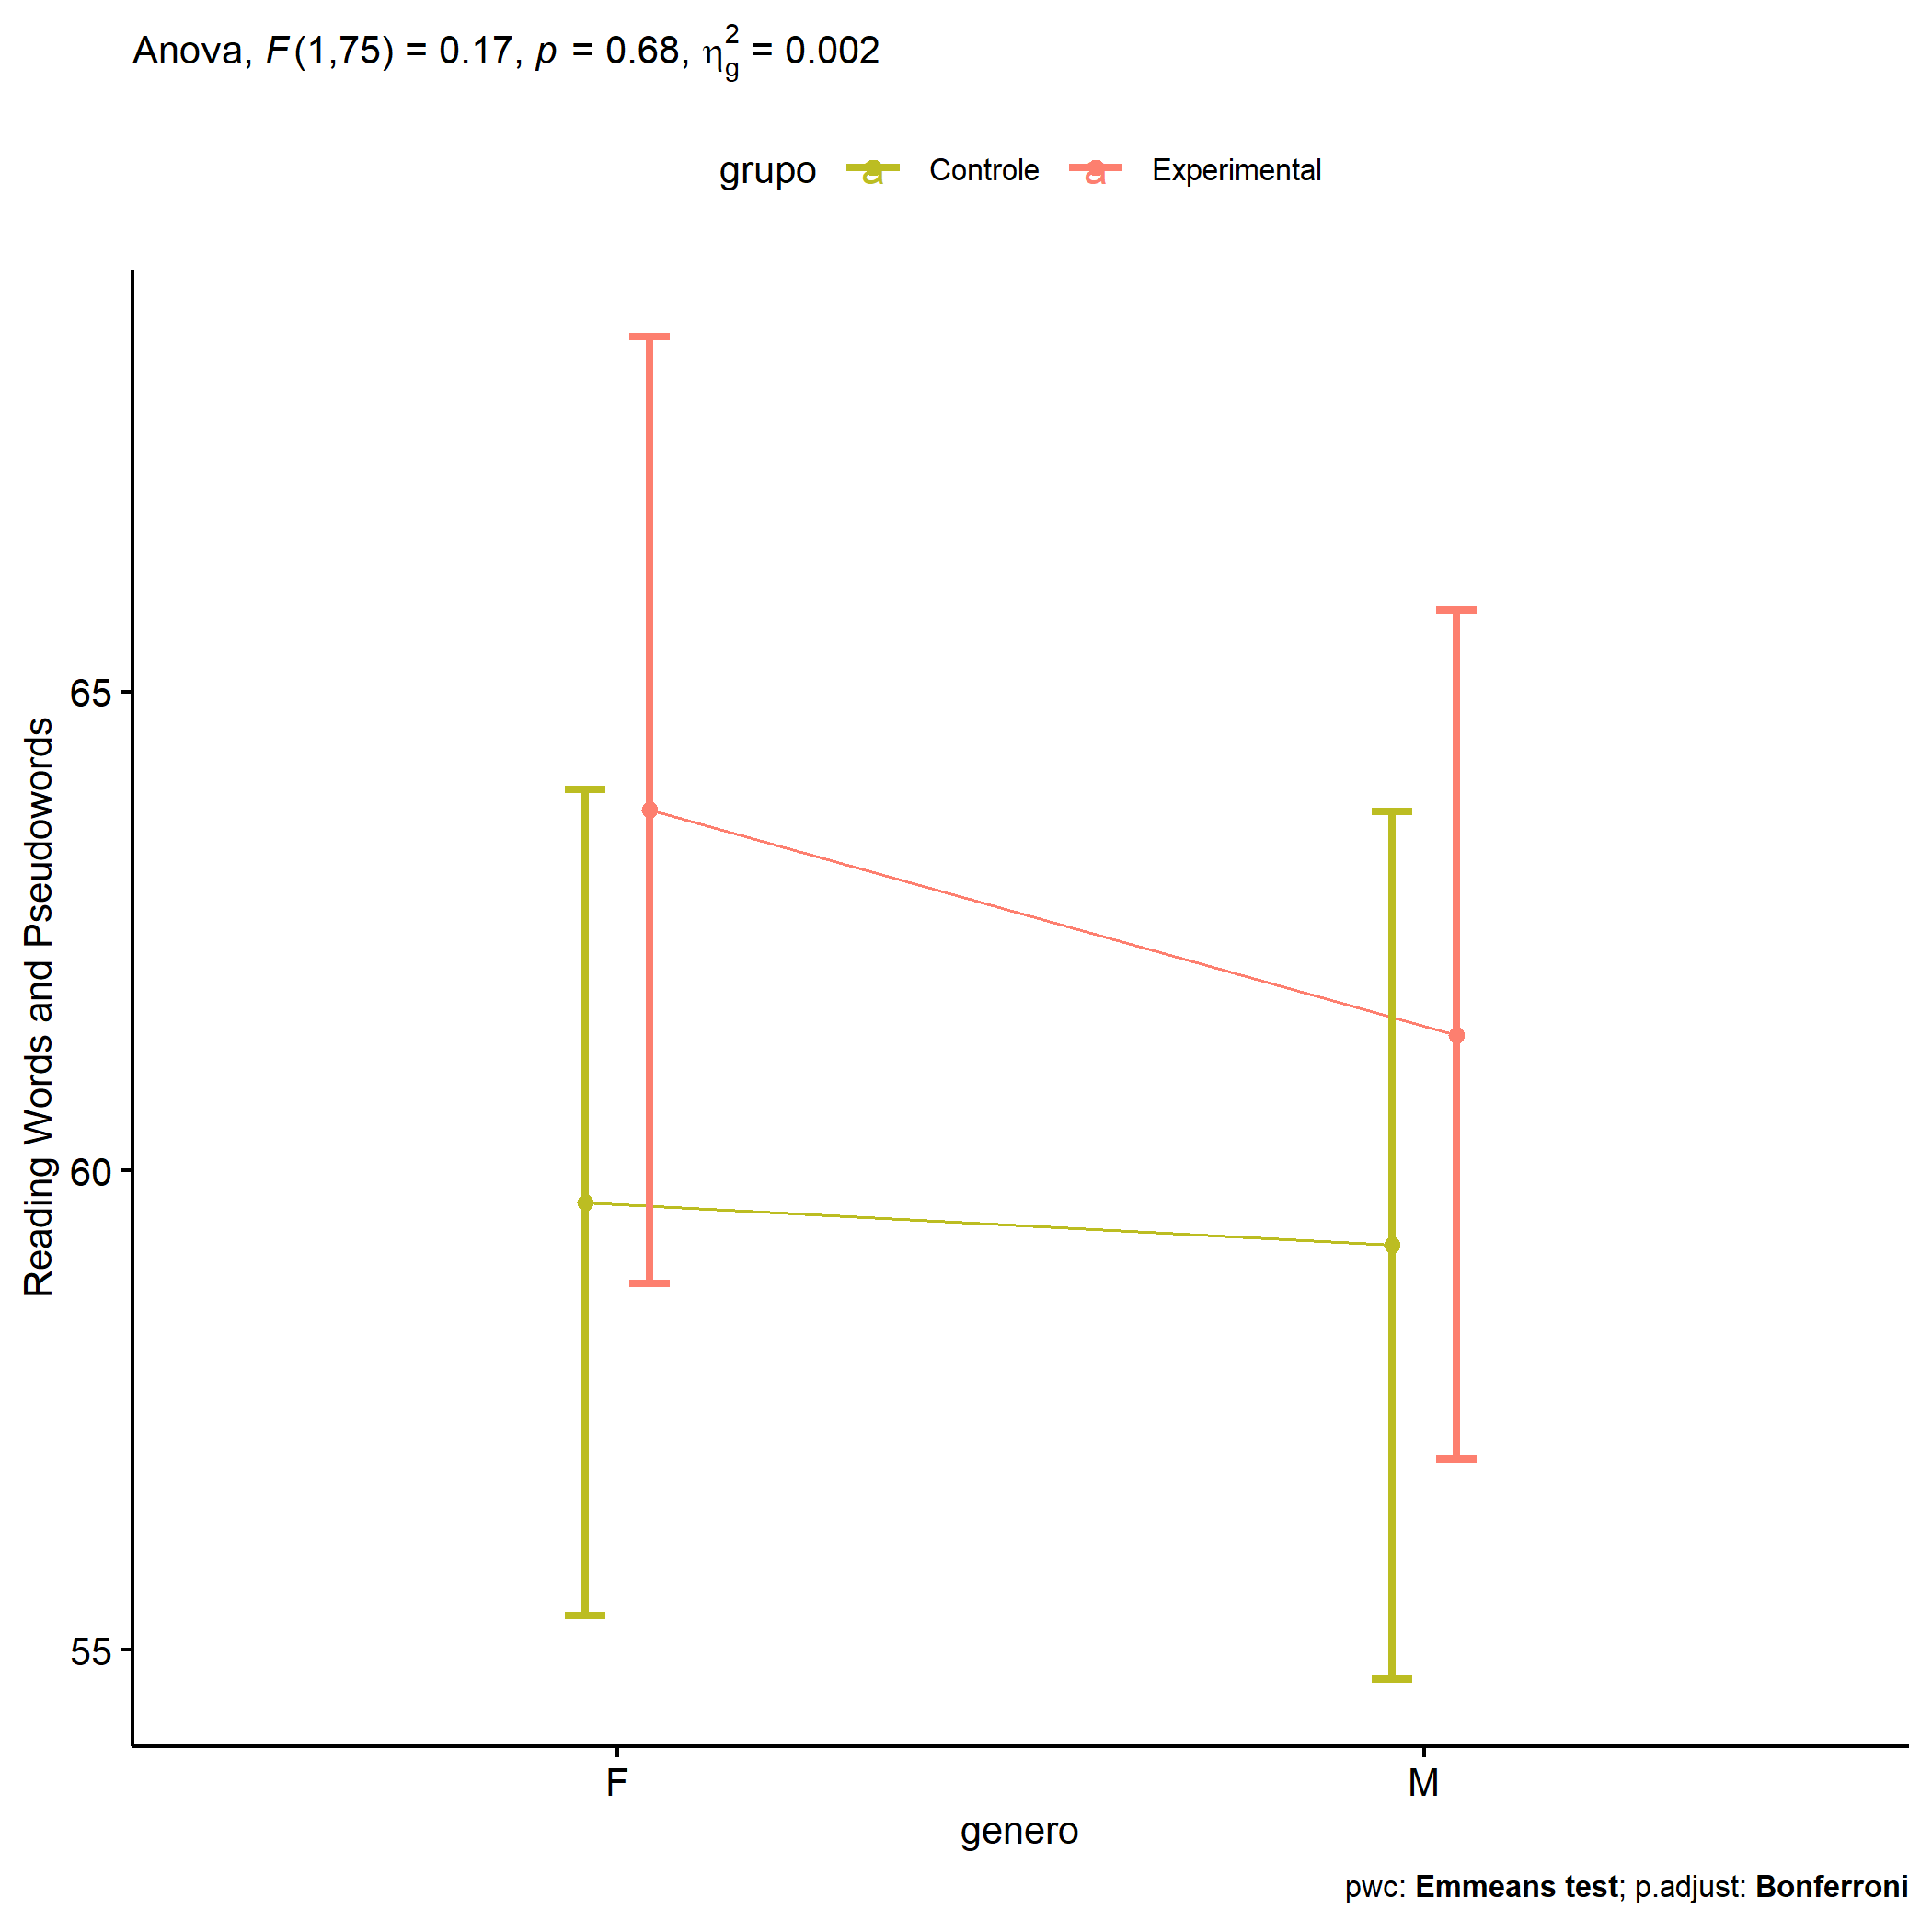 Anova, F(1,75) = 0.17, p = 0.68, η²g = 0.002
grupo a Controle a Experimental
Reading Words and Pseudowords
65
60
55
F M
genero
pwc: Emmeans test; p.adjust: Bonferroni